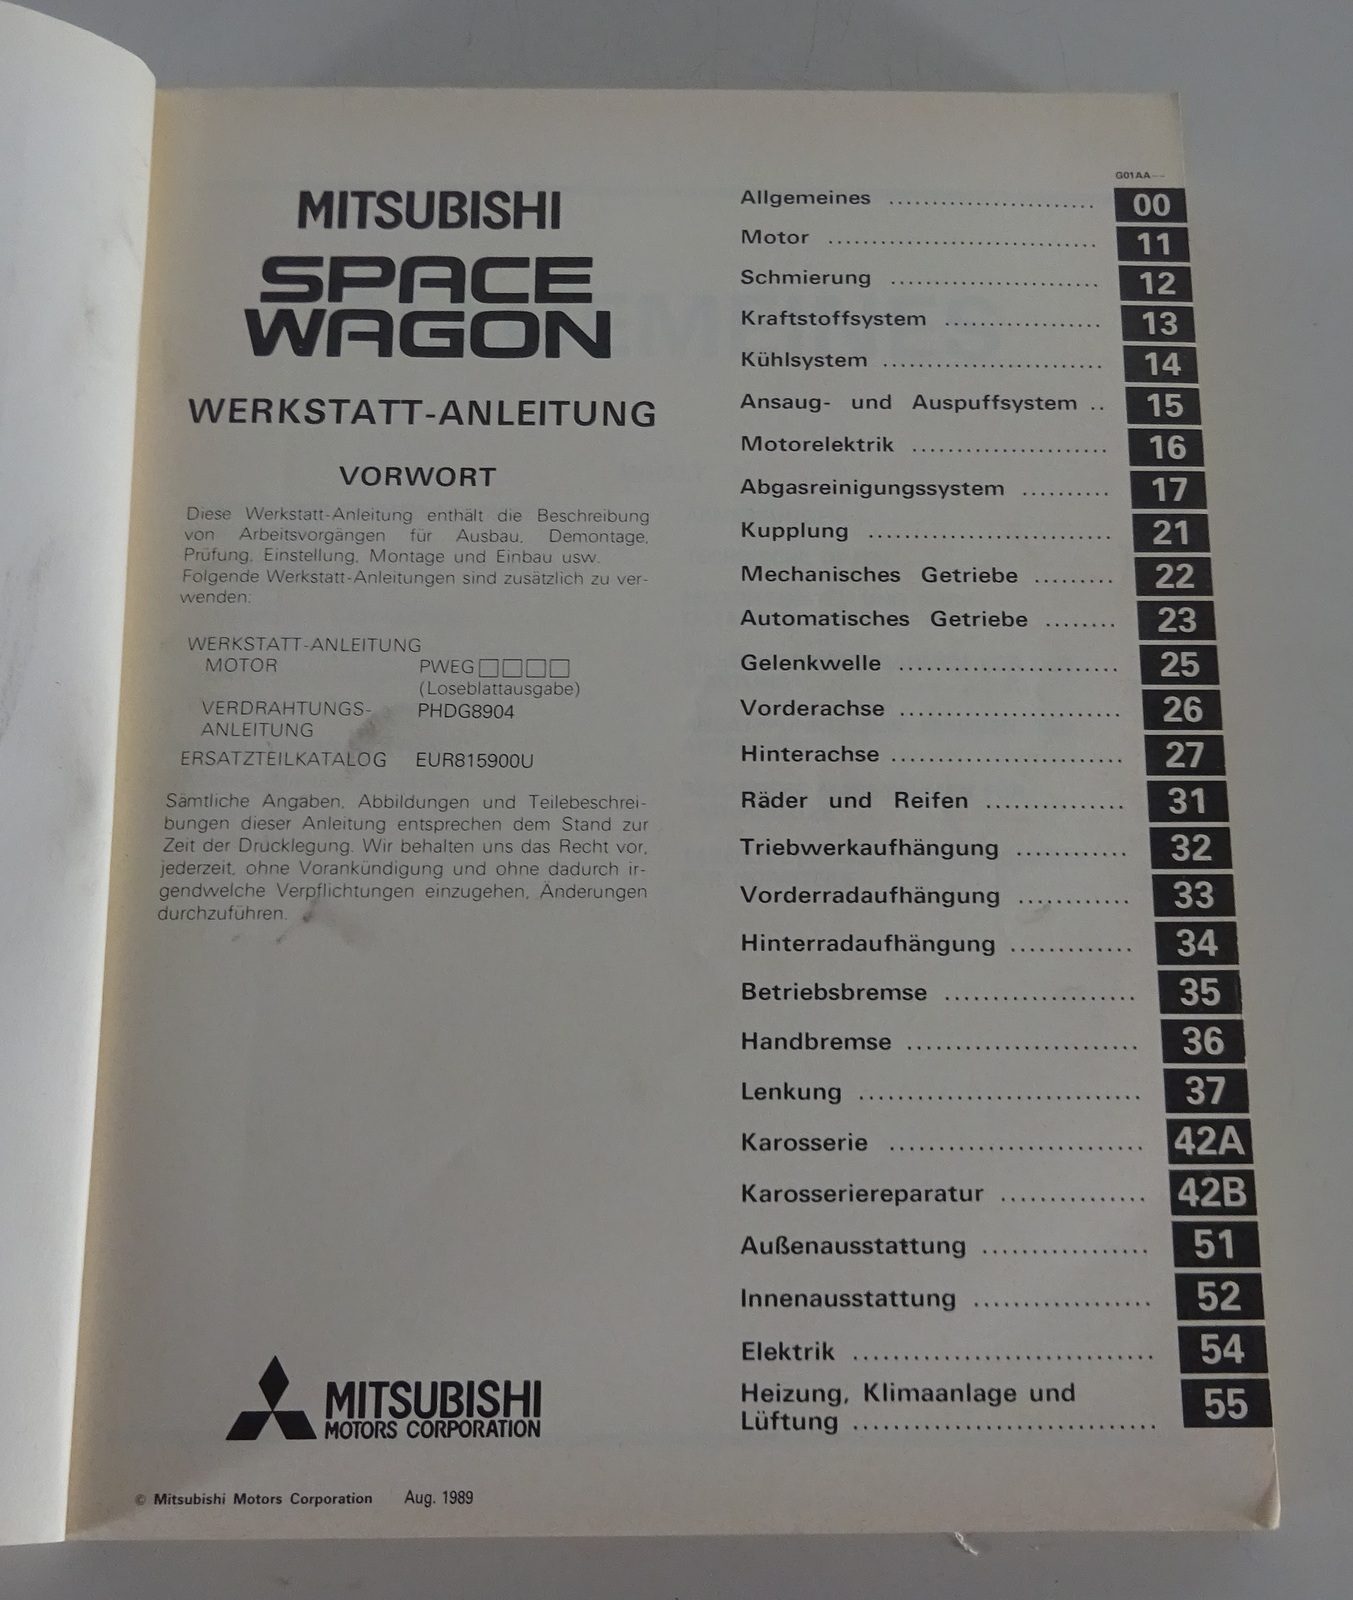 MITSUBISHI
SPACE
WAGON
WERKSTATT-ANLEITUNG
VORWORT
Diese Werkstatt-Anleitung enthält die Beschreibung
von Arbeitsvorgängen für Ausbau, Demontage,
Prüfung, Einstellung, Montage und Einbau usw.
Folgende Werkstatt-Anleitungen sind zusätzlich zu ver-
wenden:
WERKSTATT-ANLEITUNG
MOTOR PWEG□□□□
(Loseblattausgabe)
VERDRAHTUNGS- PHDG8904
ANLEITUNG
ERSATZTEILKATALOG EUR815900U
Sämtliche Angaben, Abbildungen und Teilebeschrei-
bungen dieser Anleitung entsprechen dem Stand zur
Zeit der Drucklegung. Wir behalten uns das Recht vor,
jederzeit, ohne Vorankündigung und ohne dadurch ir-
gendwelche Verpflichtungen einzugehen, Änderungen
durchzuführen.
MITSUBISHI
MOTORS CORPORATION
© Mitsubishi Motors Corporation Aug. 1989
G01AA--
Allgemeines ........................ 00
Motor ............................... 11
Schmierung ........................ 12
Kraftstoffsystem .................. 13
Kühlsystem ......................... 14
Ansaug- und Auspuffsystem .. 15
Motorelektrik ...................... 16
Abgasreinigungssystem .......... 17
Kupplung ............................ 21
Mechanisches Getriebe ......... 22
Automatisches Getriebe ........ 23
Gelenkwelle ......................... 25
Vorderachse ......................... 26
Hinterachse .......................... 27
Räder und Reifen ............... 31
Triebwerkaufhängung ............ 32
Vorderradaufhängung ............ 33
Hinterradaufhängung ............. 34
Betriebsbremse ..................... 35
Handbremse ........................ 36
Lenkung ............................. 37
Karosserie .......................... 42A
Karosseriereparatur ............... 42B
Außenausstattung ................. 51
Innenausstattung .................. 52
Elektrik .............................. 54
Heizung, Klimaanlage und
Lüftung .............................. 55